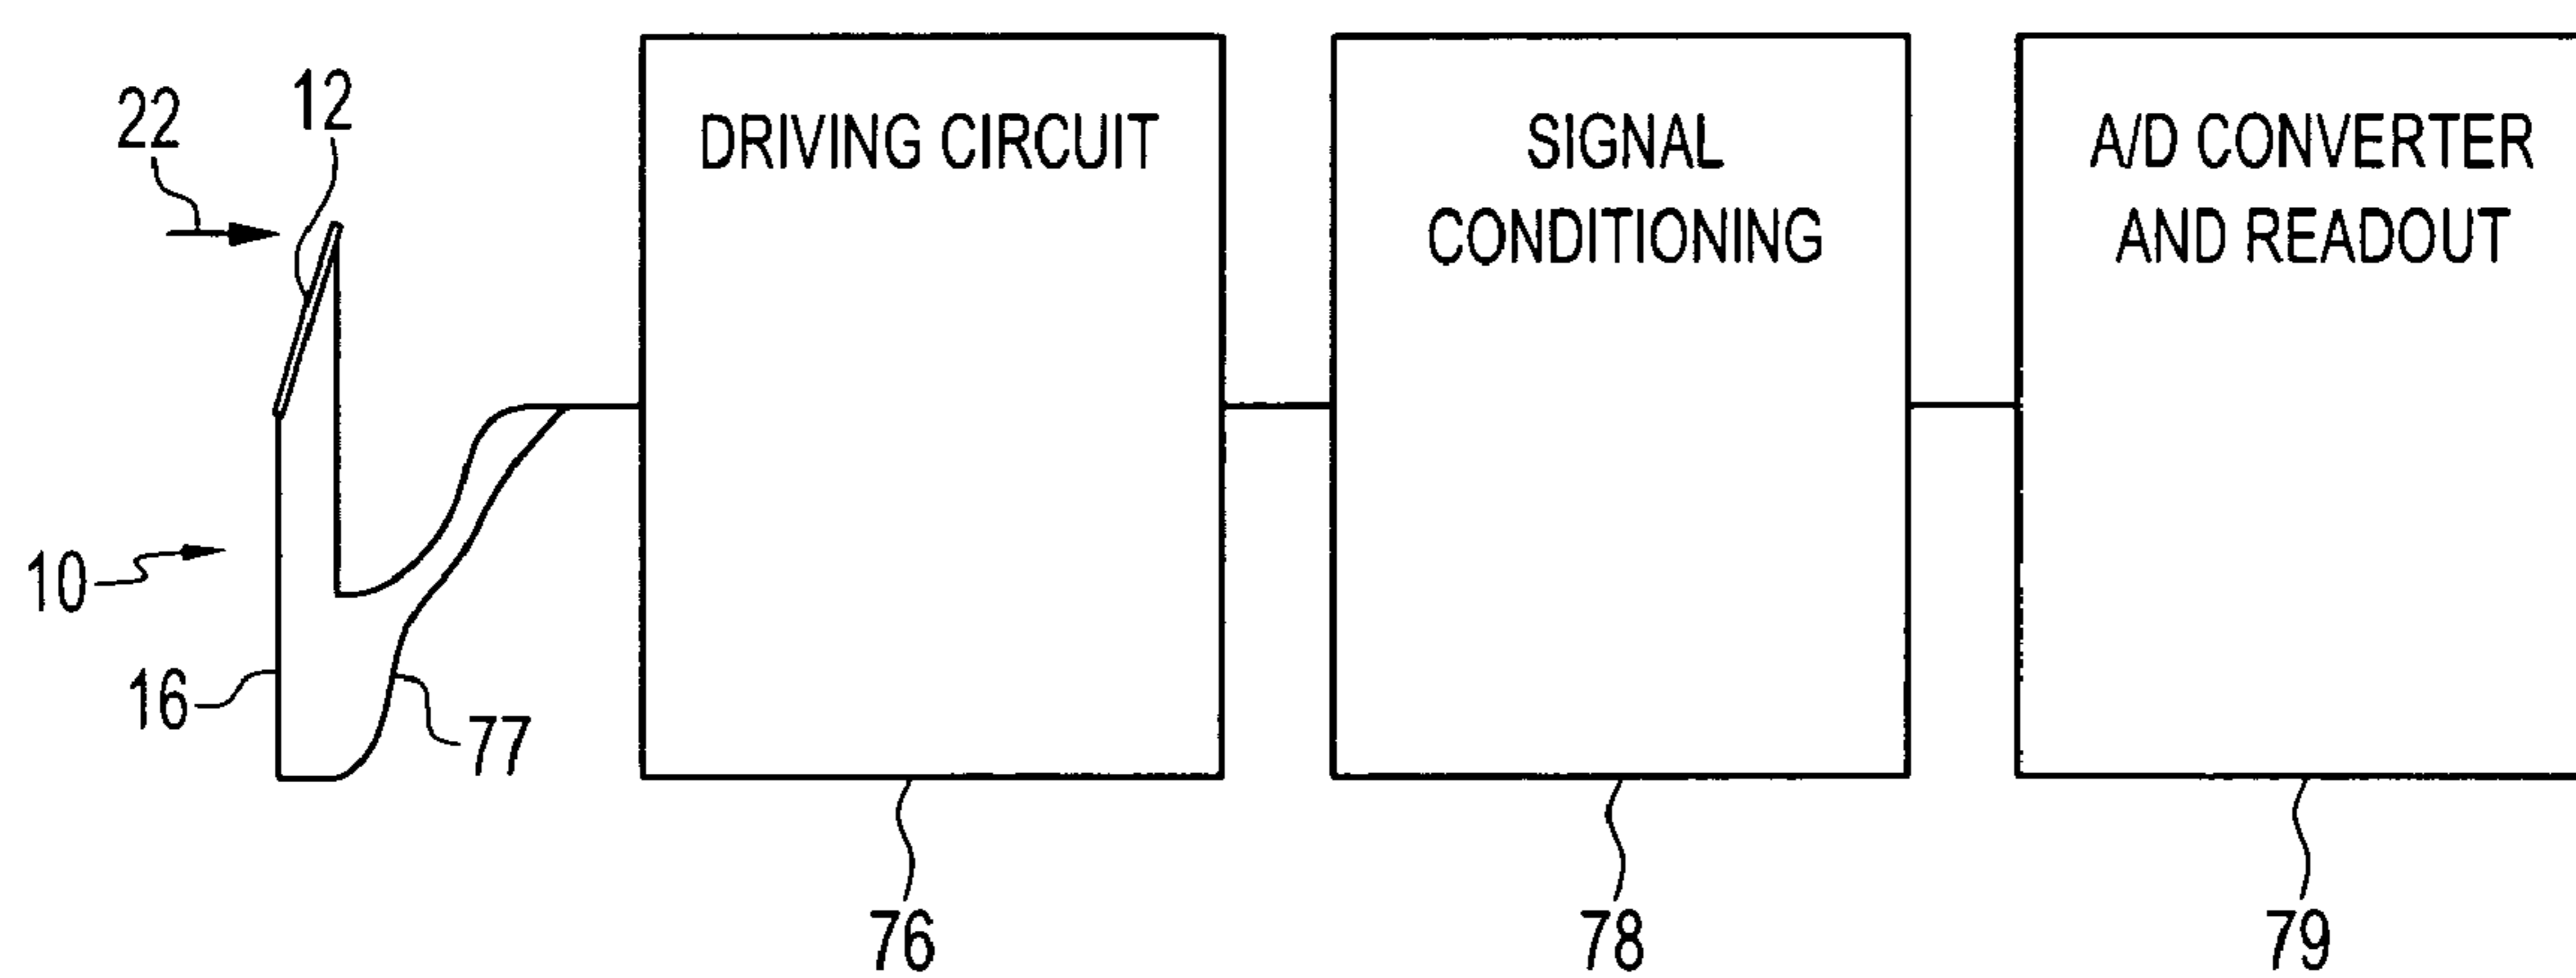 22
12
10
16
77
DRIVING CIRCUIT
76
SIGNAL
CONDITIONING
78
A/D CONVERTER
AND READOUT
79